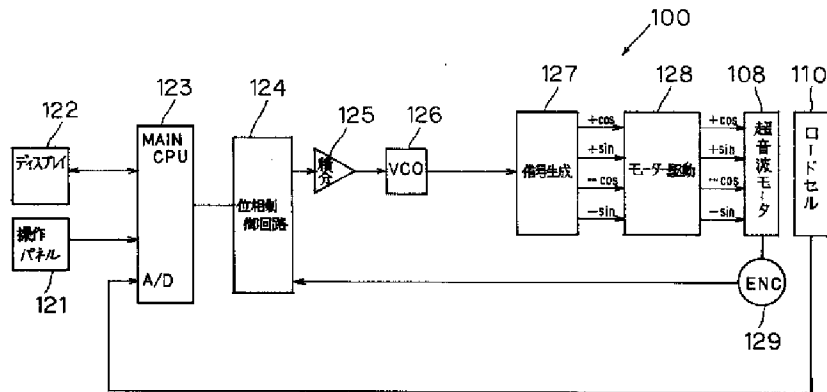 100
127
128
108
110
122
123
124
125
126
ディスプレイ
MAIN
CPU
A/D
操作
パネル
121
位相制
御回路
積分
VCO
信号生成
+cos
+sin
-cos
-sin
モーター駆動
+cos
+sin
-cos
-sin
超音波モータ
ロードセル
ENC
129